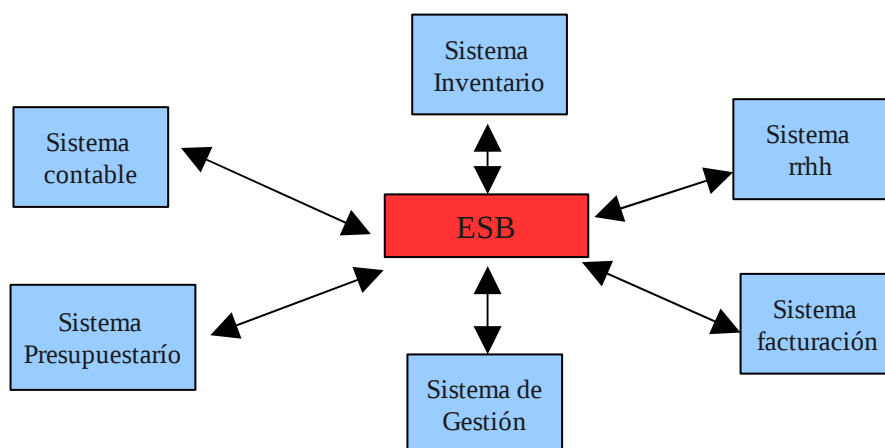 Sistema
Inventario
Sistema
contable
Sistema
rrhh
ESB
Sistema
Presupuestarío
Sistema
facturación
Sistema de
Gestión